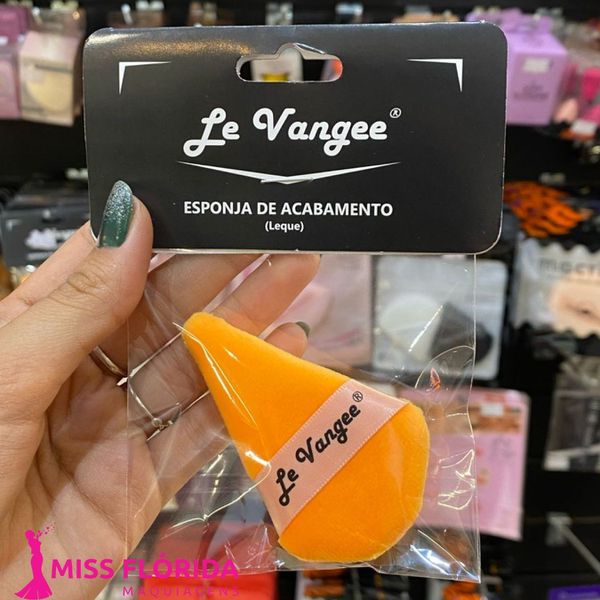 Le Vangee®
ESPONJA DE ACABAMENTO
(Leque)
Le Vangee®
MISS FLÓRIDA
MAQUIAGENS